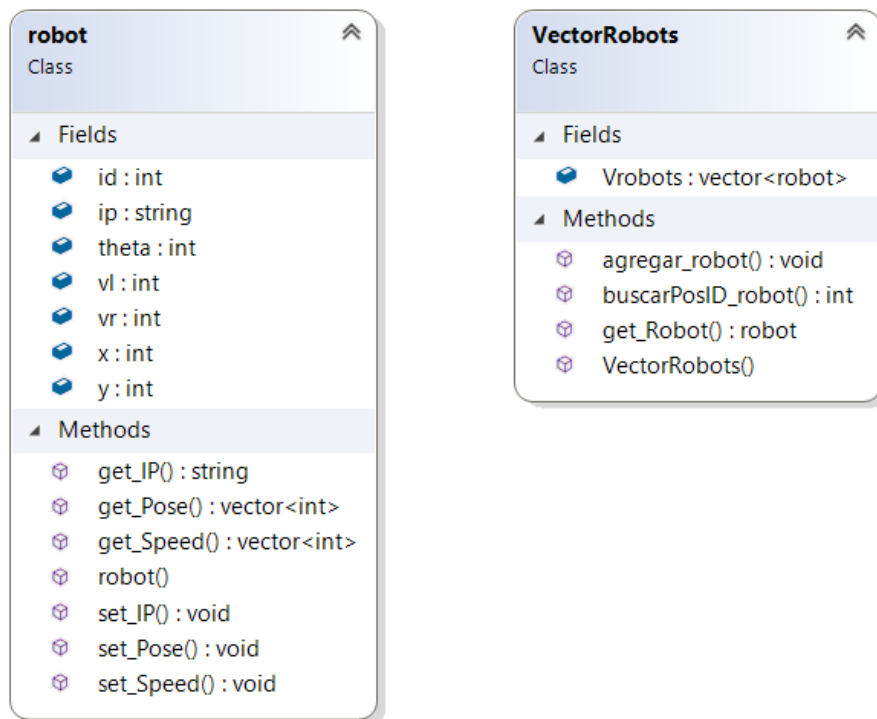 robot
Class
Fields
id : int
ip : string
theta : int
vl : int
vr : int
x : int
y : int
Methods
get_IP() : string
get_Pose() : vector<int>
get_Speed() : vector<int>
robot()
set_IP() : void
set_Pose() : void
set_Speed() : void
VectorRobots
Class
Fields
Vrobots : vector<robot>
Methods
agregar_robot() : void
buscarPosID_robot() : int
get_Robot() : robot
VectorRobots()